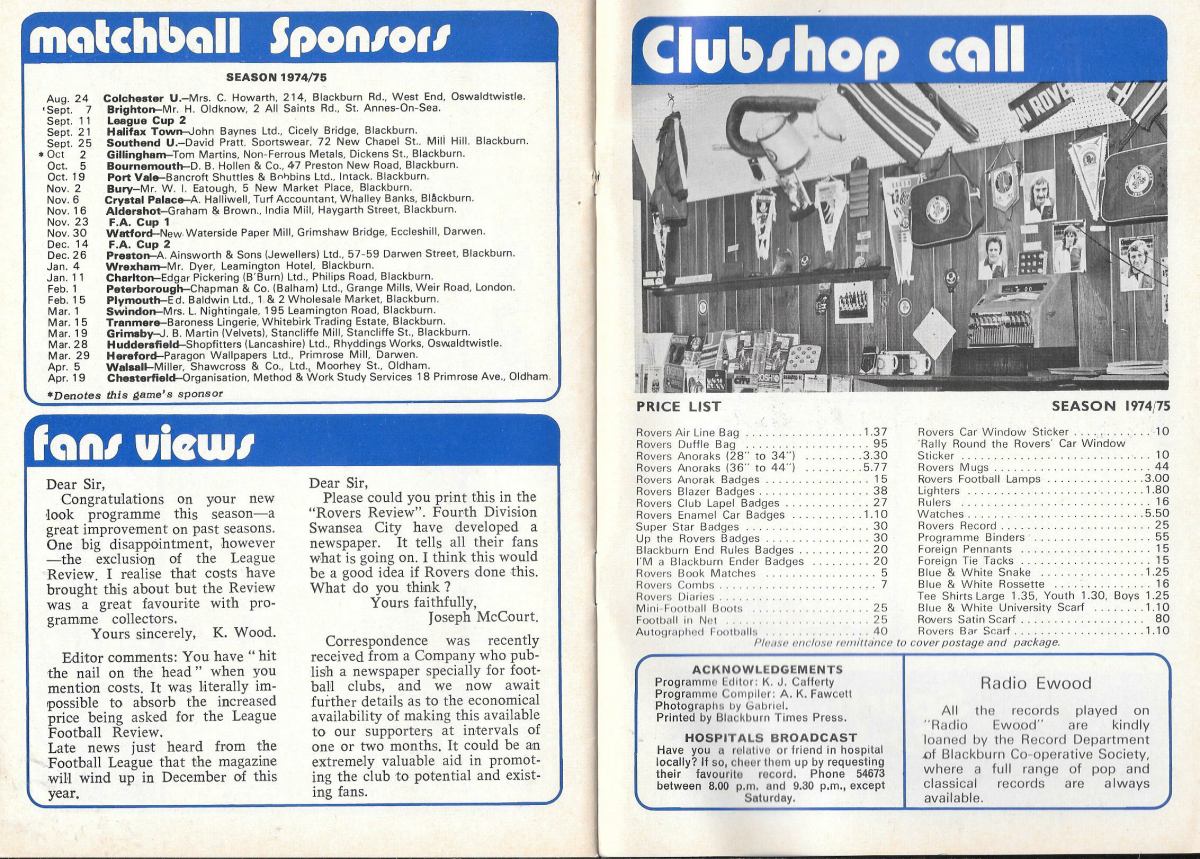 matchball Sponsors
SEASON 1974/75
Aug. 24 Colchester U.—Mrs. C. Howarth, 214, Blackburn Rd., West End, Oswaldtwistle.
Sept. 7 Brighton—Mr. H. Oldknow, 2 All Saints Rd., St. Annes-On-Sea.
Sept. 11 League Cup 2
Sept. 21 Halifax Town—John Baynes Ltd., Cicely Bridge, Blackburn.
Sept. 25 Southend U.—David Pratt, Sportswear, 72 New Chapel St., Mill Hill, Blackburn.
*Oct 2 Gillingham—Tom Martins, Non-Ferrous Metals, Dickens St., Blackburn.
Oct. 5 Bournemouth—D.B. Hollen & Co., 47 Preston New Road, Blackburn.
Oct. 19 Port Vale—Bancroft Shuttles & Bobbins Ltd., Intack. Blackburn.
Nov. 2 Bury—Mr. W. I. Eatough, 5 New Market Place, Blackburn.
Nov. 6 Crystal Palace—A. Halliwell, Turf Accountant, Whalley Banks, Blackburn.
Nov. 16 Aldershot—Graham & Brown., India Mill, Haygarth Street, Blackburn.
Nov. 23 F.A. Cup 1
Nov. 30 Watford—New Waterside Paper Mill, Grimshaw Bridge, Eccleshill, Darwen.
Dec. 14 F.A. Cup 2
Dec. 26 Preston—A. Ainsworth & Sons (Jewellers) Ltd., 57-59 Darwen Street, Blackburn.
Jan. 4 Wrexham—Mr. Dyer, Leamington Hotel, Blackburn.
Jan. 11 Charlton—Edgar Pickering (B'Burn) Ltd., Philips Road, Blackburn.
Feb. 1 Peterborough—Chapman & Co. (Balham) Ltd., Grange Mills, Weir Road, London.
Feb. 15 Plymouth—Ed. Baldwin Ltd., 1 & 2 Wholesale Market, Blackburn.
Mar. 1 Swindon—Mrs. L. Nightingale, 195 Leamington Road, Blackburn.
Mar. 15 Tranmere—Baroness Lingerie, Whitebirk Trading Estate, Blackburn.
Mar. 19 Grimsby—J. B. Martin (Velvets), Stancliffe Mill, Stancliffe St., Blackburn.
Mar. 28 Huddersfield—Shopfitters (Lancashire) Ltd., Rhyddings Works, Oswaldtwistle.
Mar. 29 Hereford—Paragon Wallpapers Ltd., Primrose Mill, Darwen.
Apr. 5 Walsall—Miller, Shawcross & Co., Ltd., Moorhey St., Oldham.
Apr. 19 Chesterfield—Organisation, Method & Work Study Services 18 Primrose Ave., Oldham.
*Denotes this game's sponsor
fans views
Dear Sir,
Congratulations on your new
look programme this season—a
great improvement on past seasons.
One big disappointment, however
—the exclusion of the League
Review. I realise that costs have
brought this about but the Review
was a great favourite with pro-
gramme collectors.
Yours sincerely, K. Wood.
Editor comments: You have "hit
the nail on the head" when you
mention costs. It was literally im-
possible to absorb the increased
price being asked for the League
Football Review.
Late news just heard from the
Football League that the magazine
will wind up in December of this
year.
Dear Sir,
Please could you print this in the
"Rovers Review". Fourth Division
Swansea City have developed a
newspaper. It tells all their fans
what is going on. I think this would
be a good idea if Rovers done this.
What do you think ?
Yours faithfully,
Joseph McCourt.
Correspondence was recently
received from a Company who pub-
lish a newspaper specially for foot-
ball clubs, and we now await
further details as to the economical
availability of making this available
to our supporters at intervals of
one or two months. It could be an
extremely valuable aid in promot-
ing the club to potential and exist-
ing fans.
Clubshop call
N ROVE
PRICE LIST SEASON 1974/75
Rovers Air Line Bag ..................1.37
Rovers Duffle Bag .................... 95
Rovers Anoraks (28" to 34") .........3.30
Rovers Anoraks (36" to 44") .........5.77
Rovers Anorak Badges ............... 15
Rovers Blazer Badges ................ 38
Rovers Club Lapel Badges ........... 27
Rovers Enamel Car Badges ..........1.10
Super Star Badges .................. 30
Up the Rovers Badges ............... 30
Blackburn End Rules Badges ......... 20
I'M a Blackburn Ender Badges ....... 20
Rovers Book Matches ............... 5
Rovers Combs ...................... 7
Rovers Diaries .....................
Mini-Football Boots ................ 25
Football in Net .................... 25
Autographed Footballs .............. 40
Rovers Car Window Sticker ............10
'Rally Round the Rovers' Car Window
Sticker ............................ 10
Rovers Mugs ........................ 44
Rovers Football Lamps .............3.00
Lighters ..........................1.80
Rulers ............................. 16
Watches ...........................5.50
Rovers Record ...................... 25
Programme Binders .................. 55
Foreign Pennants ................... 15
Foreign Tie Tacks .................. 15
Blue & White Snake ................1.25
Blue & White Rossette .............. 16
Tee Shirts Large 1.35, Youth 1.30, Boys 1.25
Blue & White University Scarf ......1.10
Rovers Satin Scarf ................. 80
Rovers Bar Scarf ..................1.10
Please enclose remittance to cover postage and package.
ACKNOWLEDGEMENTS
Programme Editor: K. J. Cafferty
Programme Compiler: A. K. Fawcett
Photographs by Gabriel.
Printed by Blackburn Times Press.
HOSPITALS BROADCAST
Have you a relative or friend in hospital
locally? If so, cheer them up by requesting
their favourite record. Phone 54673
between 8.00 p.m. and 9.30 p.m., except
Saturday.
Radio Ewood
All the records played on
"Radio Ewood" are kindly
loaned by the Record Department
of Blackburn Co-operative Society,
where a full range of pop and
classical records are always
available.